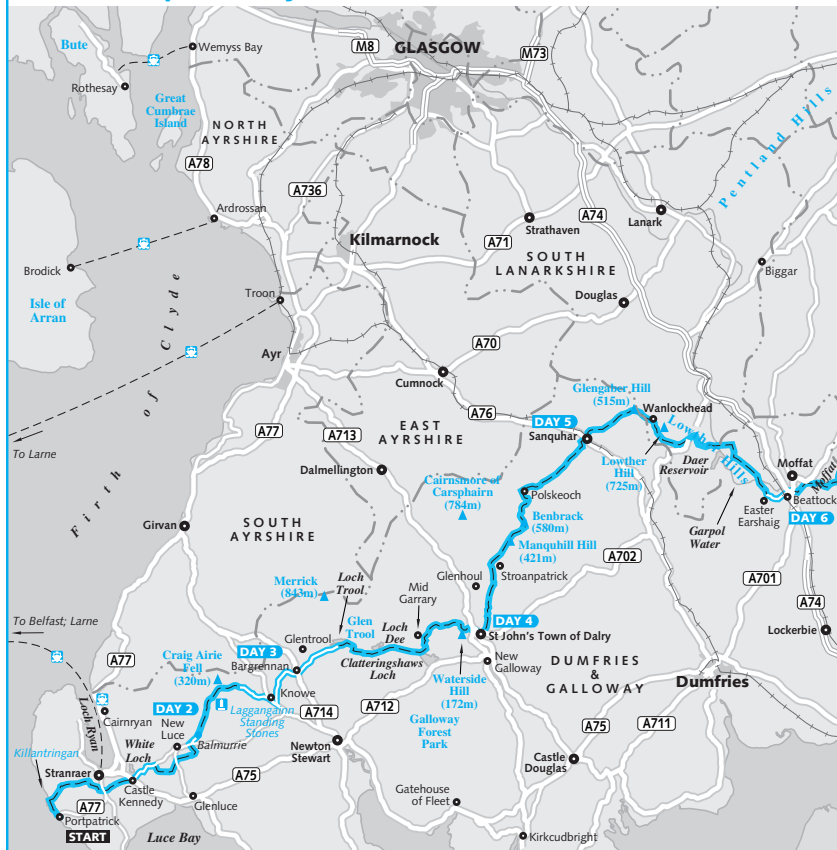 Bute
Wemyss Bay
M8
GLASGOW
M73
Rothesay
Great
Cumbrae
Island
NORTH
AYRSHIRE
A78
A736
Pentland Hills
Ardrossan
Strathaven
A74
Lanark
Kilmarnock
A71
Brodick
SOUTH
LANARKSHIRE
Biggar
Isle of
Arran
Troon
Douglas
Firth of Clyde
Ayr
A70
Cumnock
Glengaber Hill
(515m)
Wanlockhead
A76
DAY 5
EAST
AYRSHIRE
Sanquhar
Lowther Hills
A77
A713
To Larne
Lowther
Hill
(725m)
Daer
Reservoir
Moffat
Moffat
Dalmellington
Cairnsmore of
Carsphairn
(784m)
Polskeoch
Beattock
Easter
Earshaig
DAY 6
Girvan
SOUTH
AYRSHIRE
Benbrack
(580m)
Garpol
Water
Manquhill Hill
(421m)
A702
Merrick
(843m)
Loch
Trool
Mid
Garrary
Glenhoul
Stroanpatrick
A701
A74
To Belfast; Larne
Glen
Trool
Loch
Dee
DAY 4
St John's Town of Dalry
Lockerbie
Glentrool
DAY 3
A77
Craig Airie
Fell
(320m)
Bargrennan
Clatteringshaws
Loch
New
Galloway
DUMFRIES
&
GALLOWAY
Dumfries
Knowe
Waterside
Hill
(172m)
Loch Ryan
Cairnryan
DAY 2
New
Luce
Laggangairn
Standing
Stones
A714
A712
Galloway
Forest
Park
A75
A711
Killantringan
White
Loch
Balmurrie
Newton
Stewart
Stranraer
A75
Castle
Douglas
Castle
Kennedy
Glenluce
Gatehouse
of Fleet
A77
Portpatrick
START
Luce Bay
Kirkcudbright